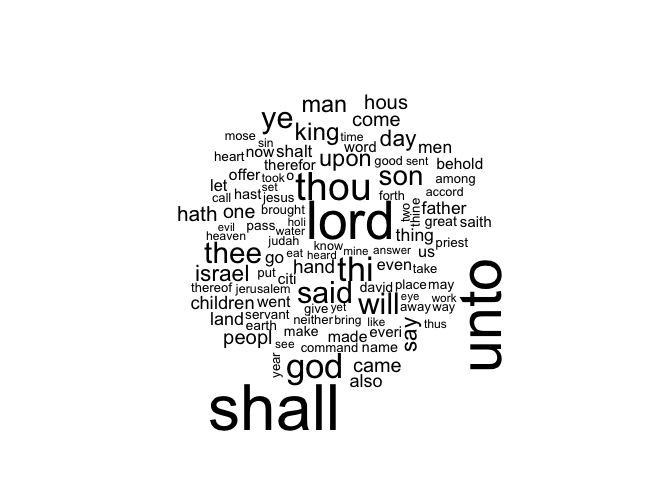 man hous
ye come
mose king time day
sin word men
heart now shalt upon good sent behold
therefor
offer took o thou son among
let set forth accord
call hast jesus
hath one brought lord two thine father
evil pass holi great saith
heaven water thing
judah priest
thee go eat know mine answer us
heard
israel put hand thi even take
citi
thereof jerusalem said david place may
children went will eye work
land servant give yet away way
earth neither bring like say thus
peopl make made everi
see command name
year god came
also
unto
shall